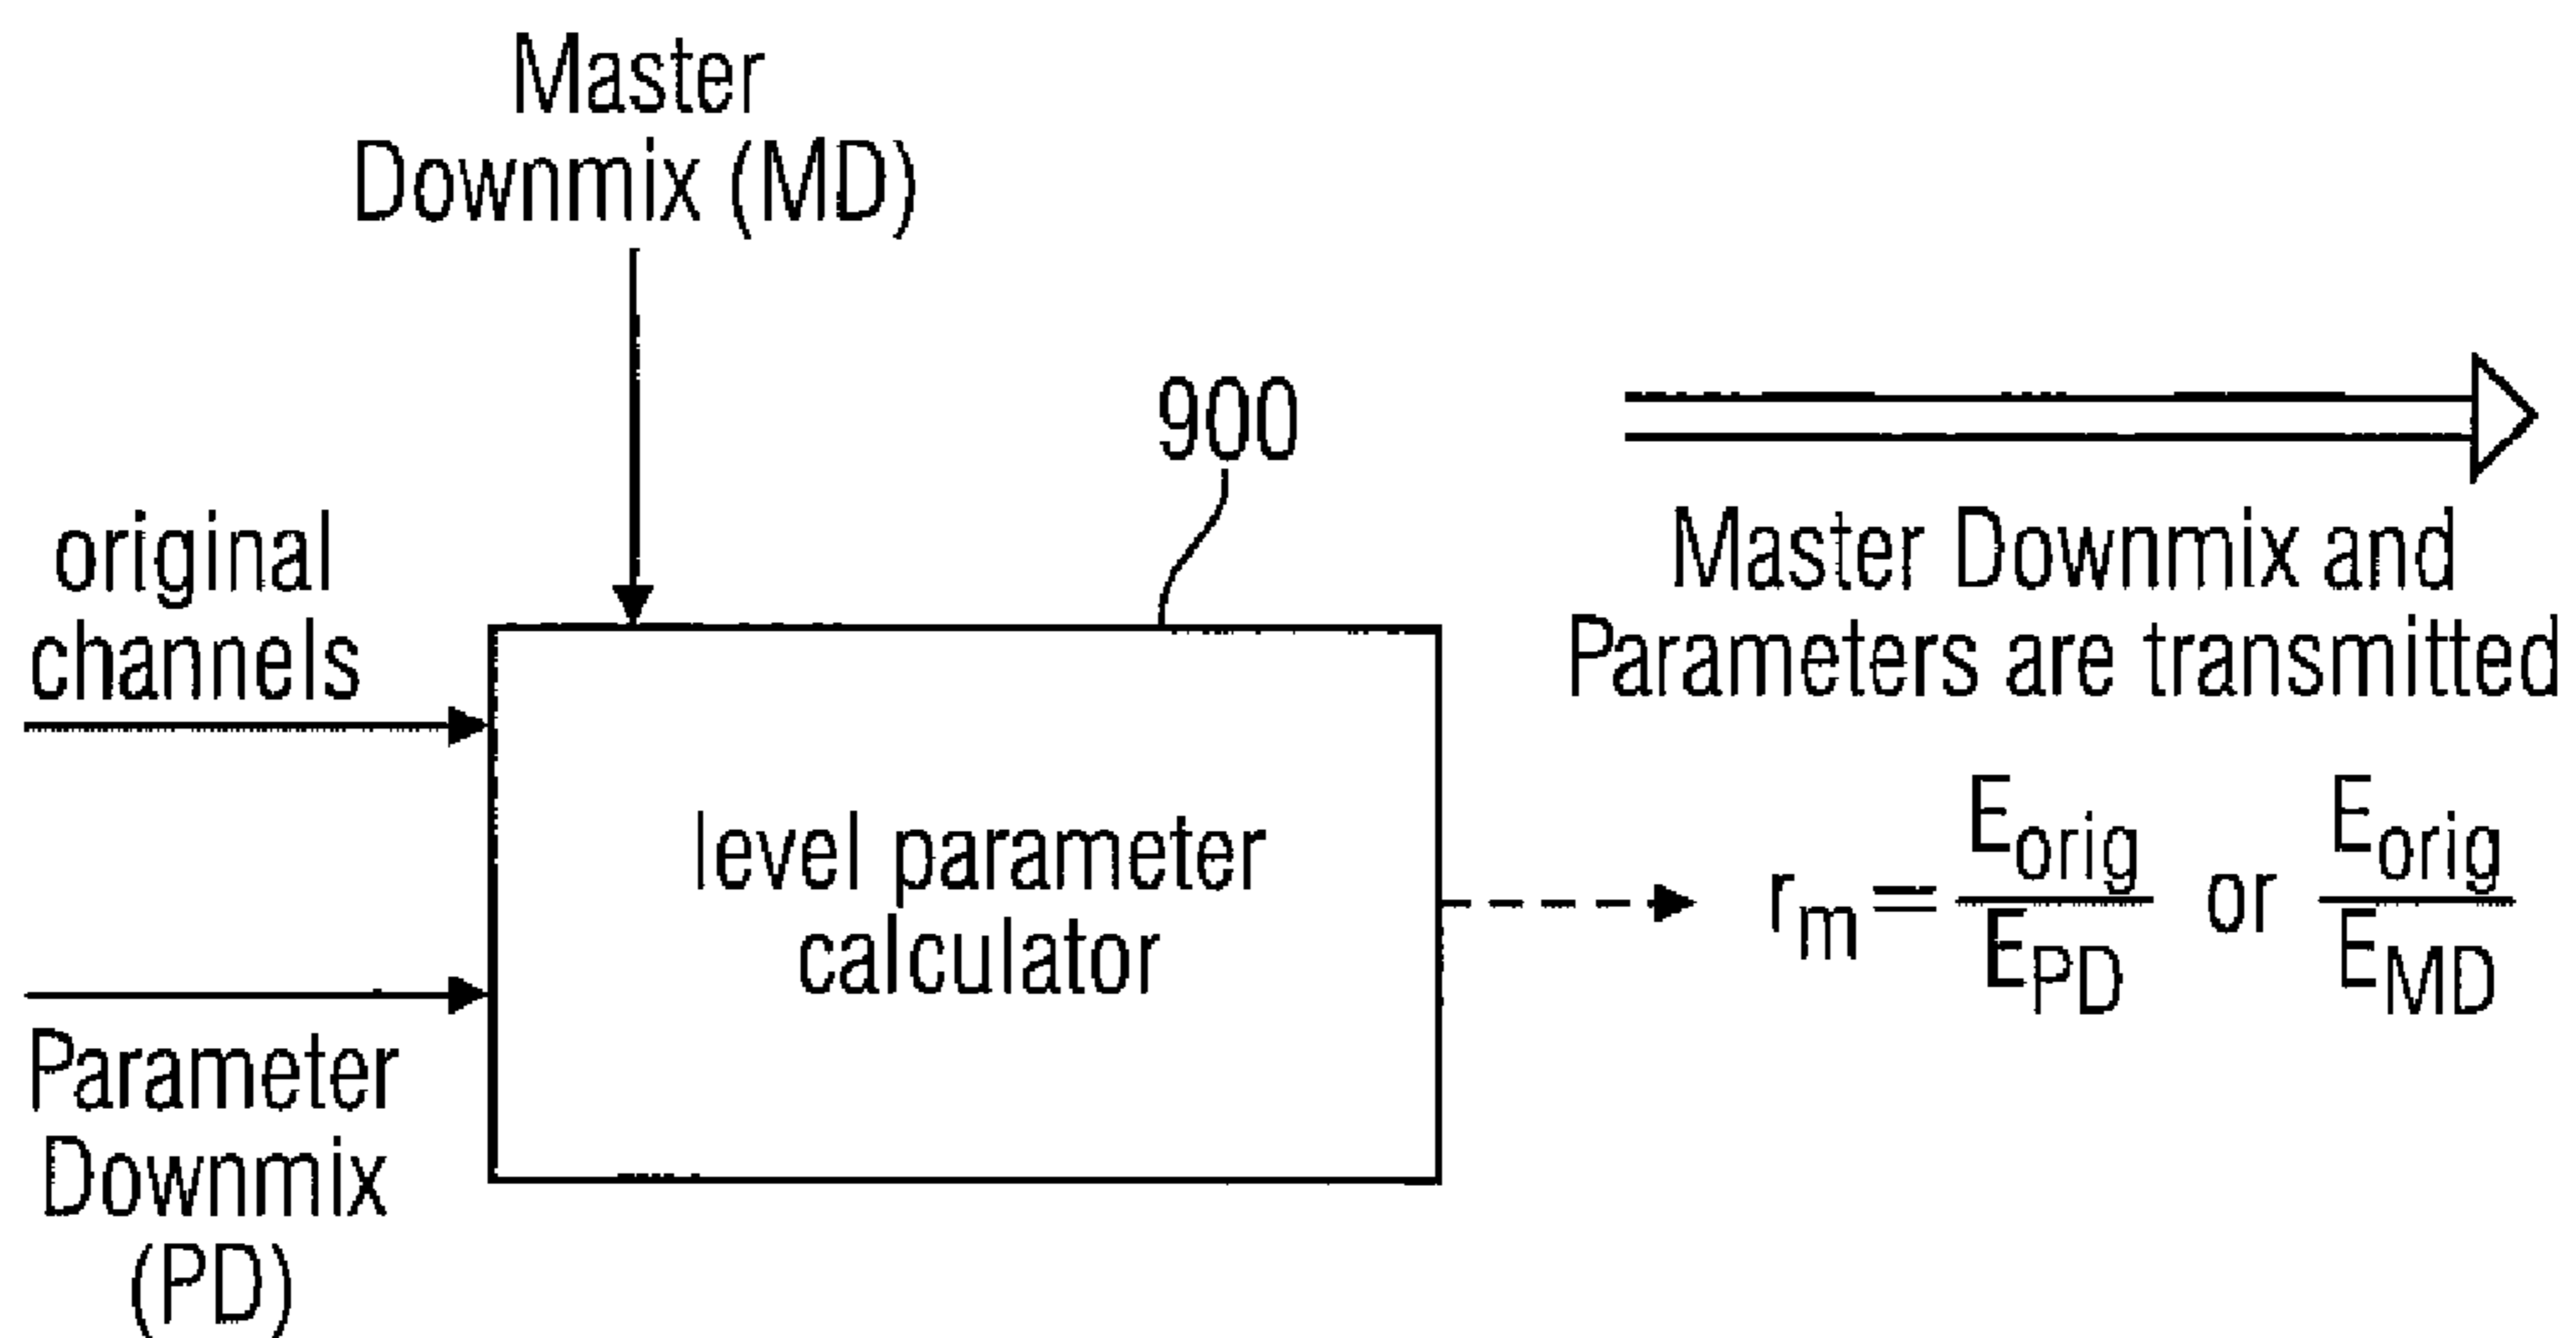 Master
Downmix (MD)
900
original
channels
Master Downmix and
Parameters are transmitted
level parameter
calculator
r_m = E_orig / E_PD or E_orig / E_MD
Parameter
Downmix
(PD)